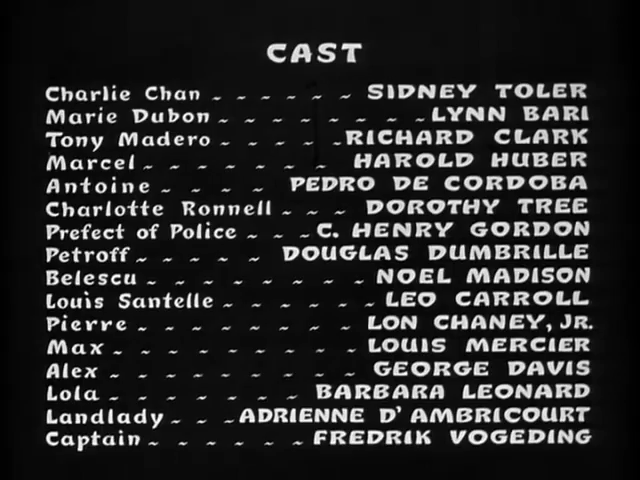 CAST
Charlie Chan ~ ~ ~ ~ ~ ~ SIDNEY TOLER
Marie Dubon ~ ~ ~ ~ ~ ~ ~ ~ LYNN BARI
Tony Madero ~ ~ ~ ~ ~ RICHARD CLARK
Marcel ~ ~ ~ ~ ~ ~ ~ HAROLD HUBER
Antoine ~ ~ ~ ~ PEDRO DE CORDOBA
Charlotte Ronnell ~ ~ ~ DOROTHY TREE
Prefect of Police ~ ~ ~ C. HENRY GORDON
Petroff ~ ~ ~ ~ ~ DOUGLAS DUMBRILLE
Belescu ~ ~ ~ ~ ~ ~ ~ NOEL MADISON
Louis Santelle ~ ~ ~ ~ ~ ~ LEO CARROLL
Pierre ~ ~ ~ ~ ~ ~ ~ ~ LON CHANEY, JR.
Max ~ ~ ~ ~ ~ ~ ~ ~ ~ LOUIS MERCIER
Alex ~ ~ ~ ~ ~ ~ ~ ~ ~ GEORGE DAVIS
Lola ~ ~ ~ ~ ~ ~ ~ BARBARA LEONARD
Landlady ~ ~ ~ ADRIENNE D'AMBRICOURT
Captain ~ ~ ~ ~ ~ ~ FREDRIK VOGEDING